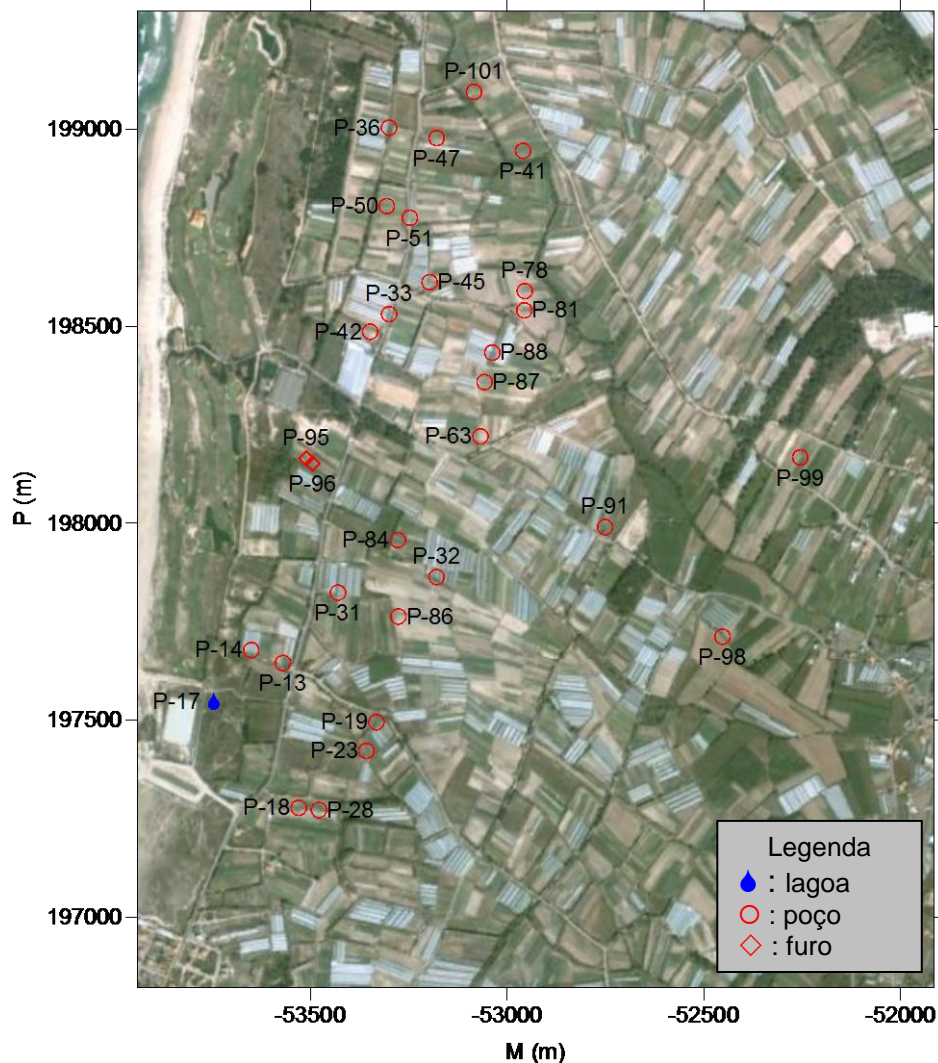 P-101
199000
P-36
P-47
P-41
P-50
P-51
P-78
P-45
P-33
P-81
198500
P-42
P-88
P-87
P-63
P-95
P-99
P-96
P (m)
P-91
198000
P-84
P-32
P-31
P-86
P-14
P-98
P-13
P-17
P-19
197500
P-23
P-18
P-28
Legenda
: lagoa
197000
: poço
: furo
-53500
-53000
-52500
-52000
M (m)